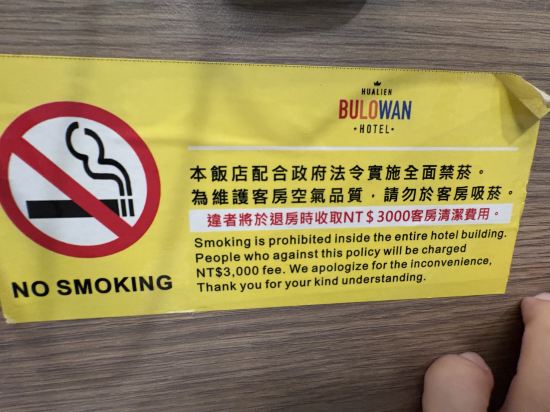 HUALIEN
BULOWAN
•HOTEL•
本飯店配合政府法令實施全面禁菸。
為維護客房空氣品質，請勿於客房吸菸。
違者將於退房時收取NT＄3000客房清潔費用。
Smoking is prohibited inside the entire hotel building.
People who against this policy will be charged
NT$3,000 fee. We apologize for the inconvenience,
Thank you for your kind understanding.
NO SMOKING